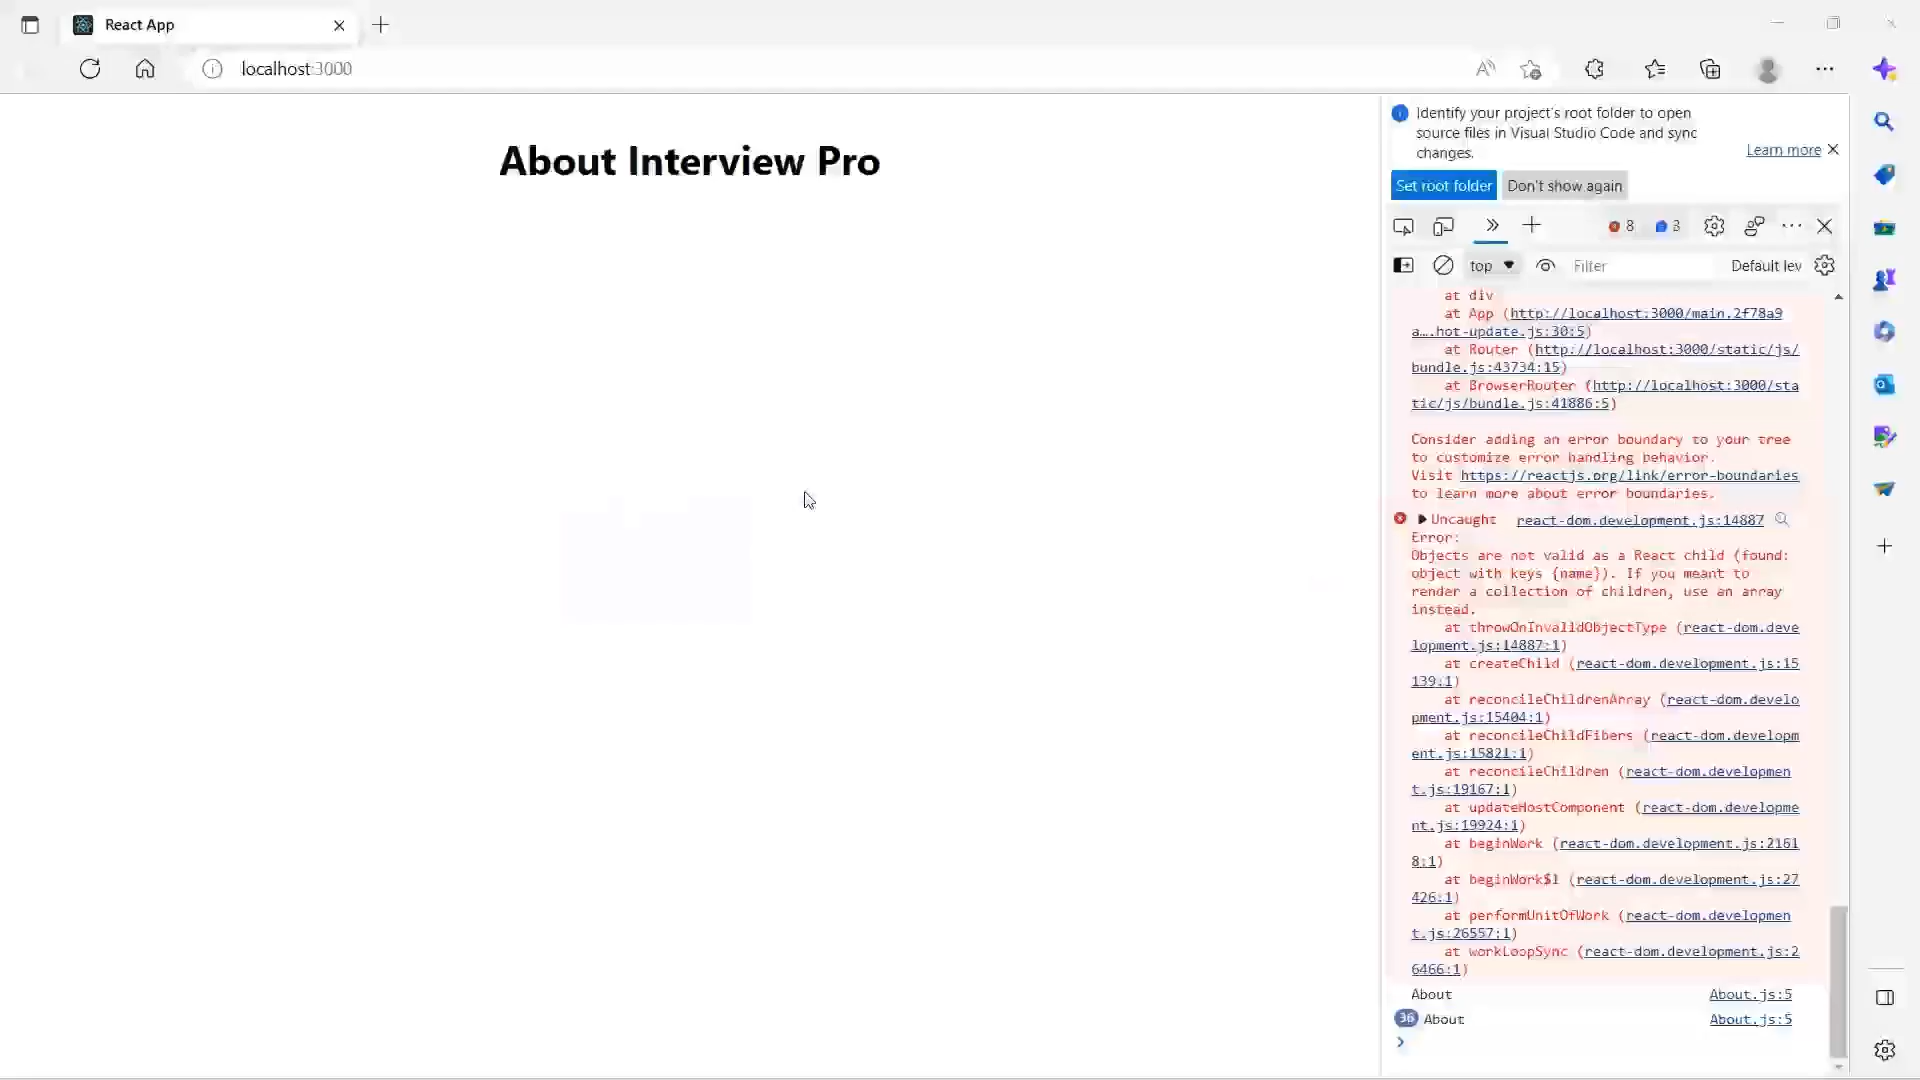 React App
localhost:3000
About Interview Pro
Identify your project's root folder to open
source files in Visual Studio Code and sync
changes.
Learn more
Set root folder
Don't show again
8
3
top
Filter
Default lev
at div
at App (http://localhost:3000/main.2f78a9
a….hot-update.js:30:5)
at Router (http://localhost:3000/static/js/
bundle.js:43734:15)
at BrowserRouter (http://localhost:3000/sta
tic/js/bundle.js:41886:5)
Consider adding an error boundary to your tree
to customize error handling behavior.
Visit https://reactjs.org/link/error-boundaries
to learn more about error boundaries.
Uncaught react-dom.development.js:14887
Error:
Objects are not valid as a React child (found:
object with keys {name}). If you meant to
render a collection of children, use an array
instead.
at throwOnInvalidObjectType (react-dom.deve
lopment.js:14887:1)
at createChild (react-dom.development.js:15
139:1)
at reconcileChildrenArray (react-dom.develo
pment.js:15404:1)
at reconcileChildFibers (react-dom.developm
ent.js:15821:1)
at reconcileChildren (react-dom.developmen
t.js:19167:1)
at updateHostComponent (react-dom.developme
nt.js:19924:1)
at beginWork (react-dom.development.js:2161
8:1)
at beginWork$1 (react-dom.development.js:27
426:1)
at performUnitOfWork (react-dom.developmen
t.js:26557:1)
at workLoopSync (react-dom.development.js:2
6466:1)
About About.js:5
36 About About.js:5